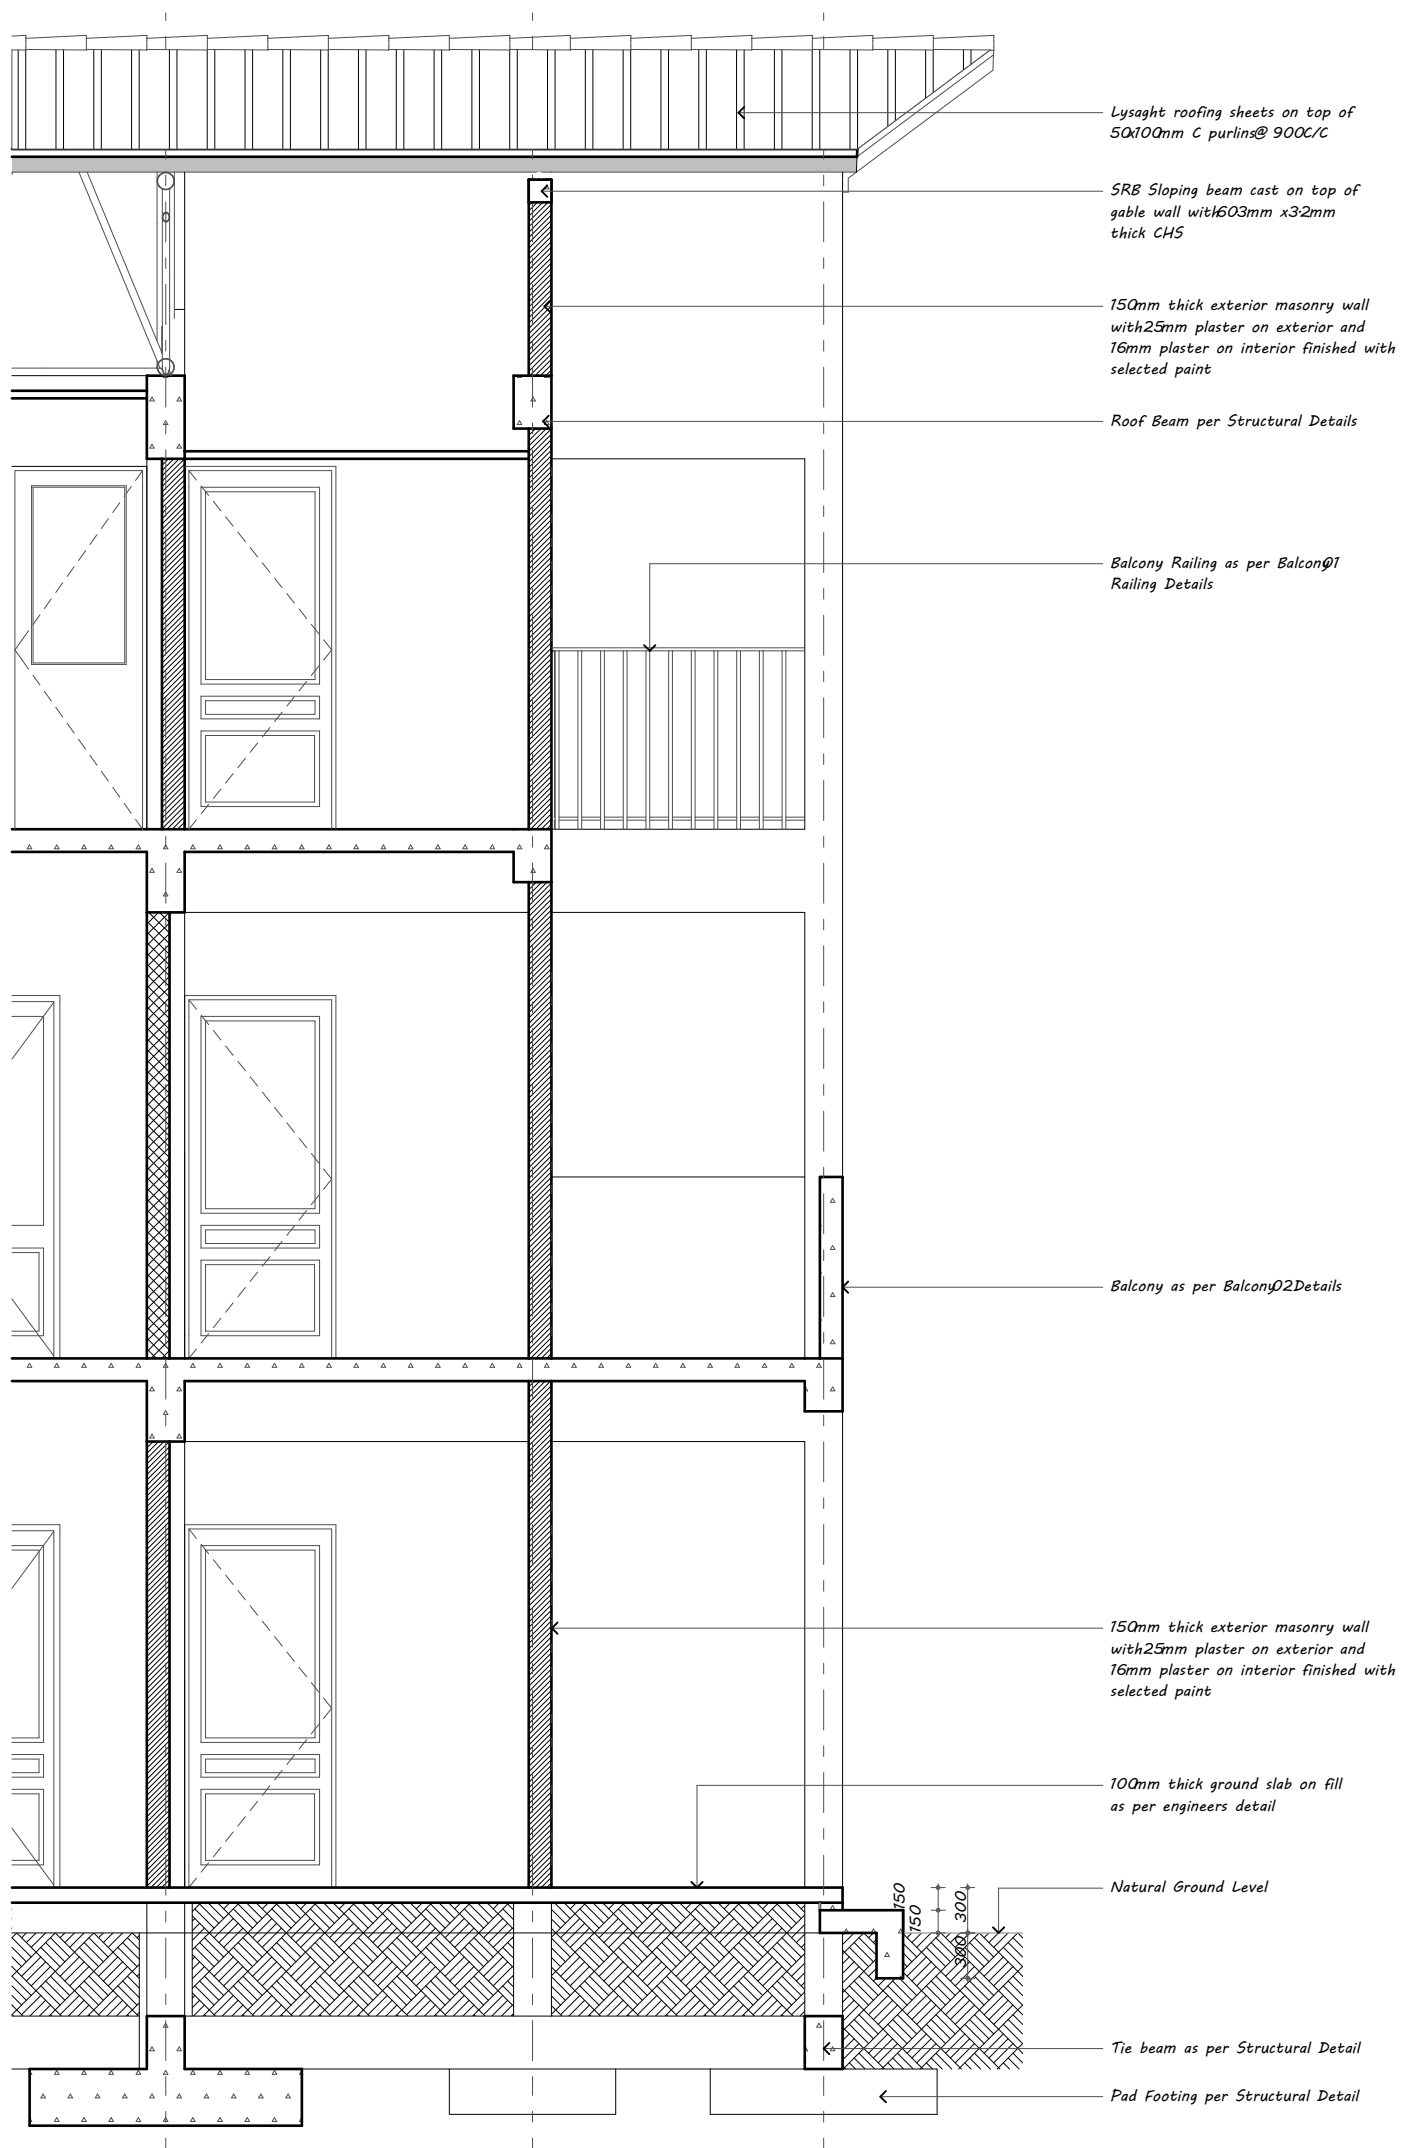 Lysaght roofing sheets on top of
50x100mm C purlins@ 900C/C
SRB Sloping beam cast on top of
gable wall with603mm x3.2mm
thick CHS
150mm thick exterior masonry wall
with25mm plaster on exterior and
16mm plaster on interior finished with
selected paint
Roof Beam per Structural Details
Balcony Railing as per Balcony01
Railing Details
Balcony as per Balcony02Details
150mm thick exterior masonry wall
with25mm plaster on exterior and
16mm plaster on interior finished with
selected paint
100mm thick ground slab on fill
as per engineers detail
Natural Ground Level
150
150
300
300
Tie beam as per Structural Detail
Pad Footing per Structural Detail